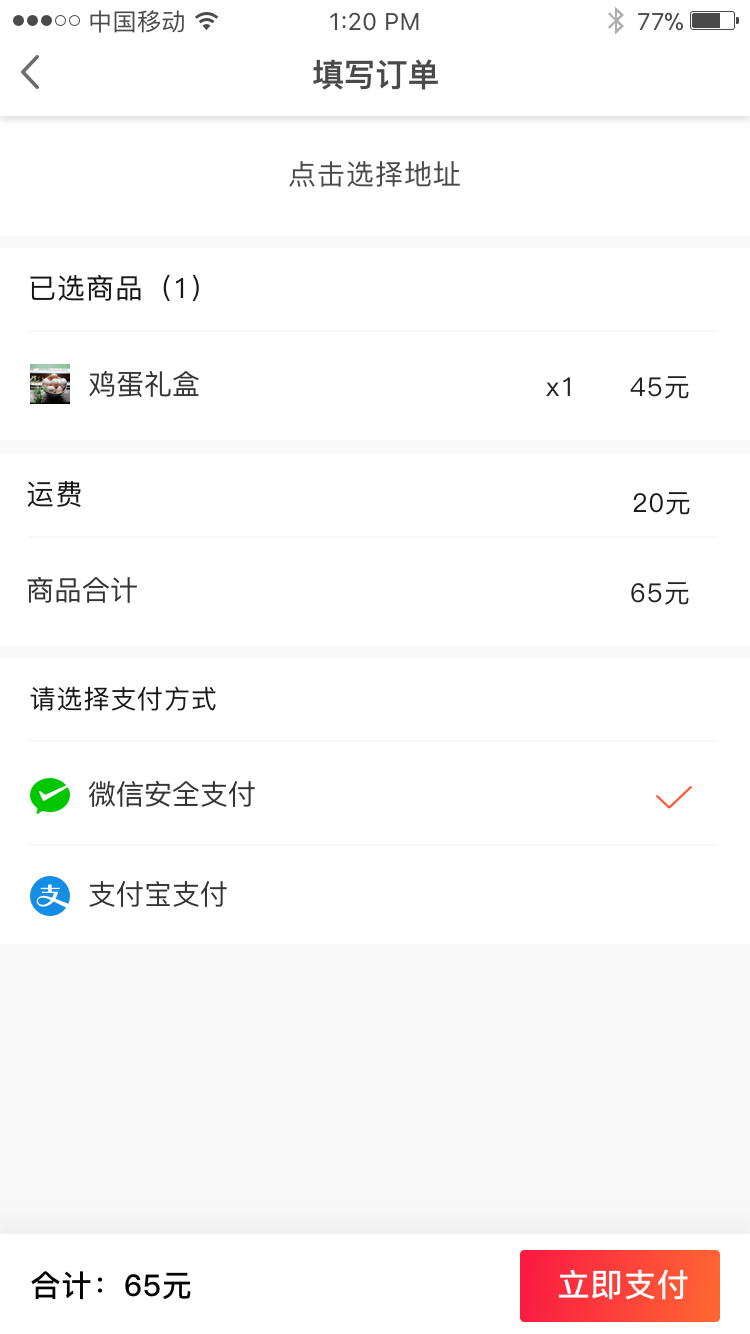 中国移动 1:20 PM 77%
填写订单
点击选择地址
已选商品（1）
鸡蛋礼盒 x1 45元
运费 20元
商品合计 65元
请选择支付方式
微信安全支付
支 支付宝支付
合计：65元 立即支付